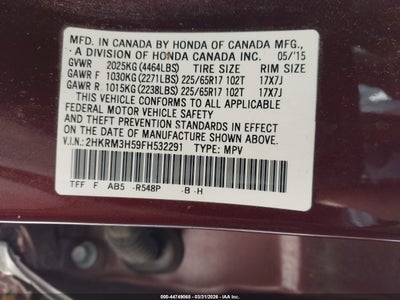 MFD. IN CANADA BY HONDA OF CANADA MFG.,
A DIVISION OF HONDA CANADA INC. 05/'15
GVWR 2025KG (4464LBS) TIRE SIZE RIM SIZE
GAWR F 1030KG (2271LBS) 225/65R17 102T 17X7J
GAWR R 1015KG (2238LBS) 225/65R17 102T 17X7J
THIS VEHICLE CONFORMS TO ALL APPLICABLE
FEDERAL MOTOR VEHICLE SAFETY
AND THEFT PREVENTION STANDARDS IN EFFECT
ON THE DATE OF MANUFACTURE SHOWN ABOVE.
V.I.N.: 2HKRM3H59FH532291 TYPE: MPV
TFF F AB5 -R548P -B-H
000-44749065 - 03/31/2026 - IAA Inc.